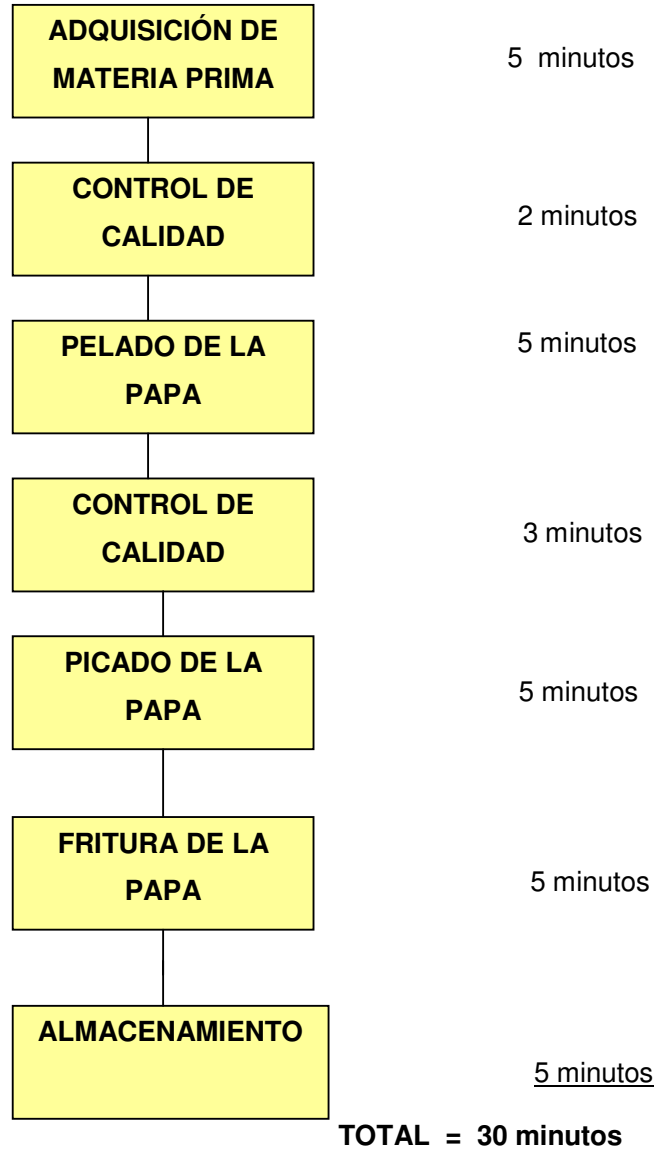 ADQUISICIÓN DE
MATERIA PRIMA
5 minutos
CONTROL DE
CALIDAD
2 minutos
PELADO DE LA
PAPA
5 minutos
CONTROL DE
CALIDAD
3 minutos
PICADO DE LA
PAPA
5 minutos
FRITURA DE LA
PAPA
5 minutos
ALMACENAMIENTO
5 minutos
TOTAL = 30 minutos